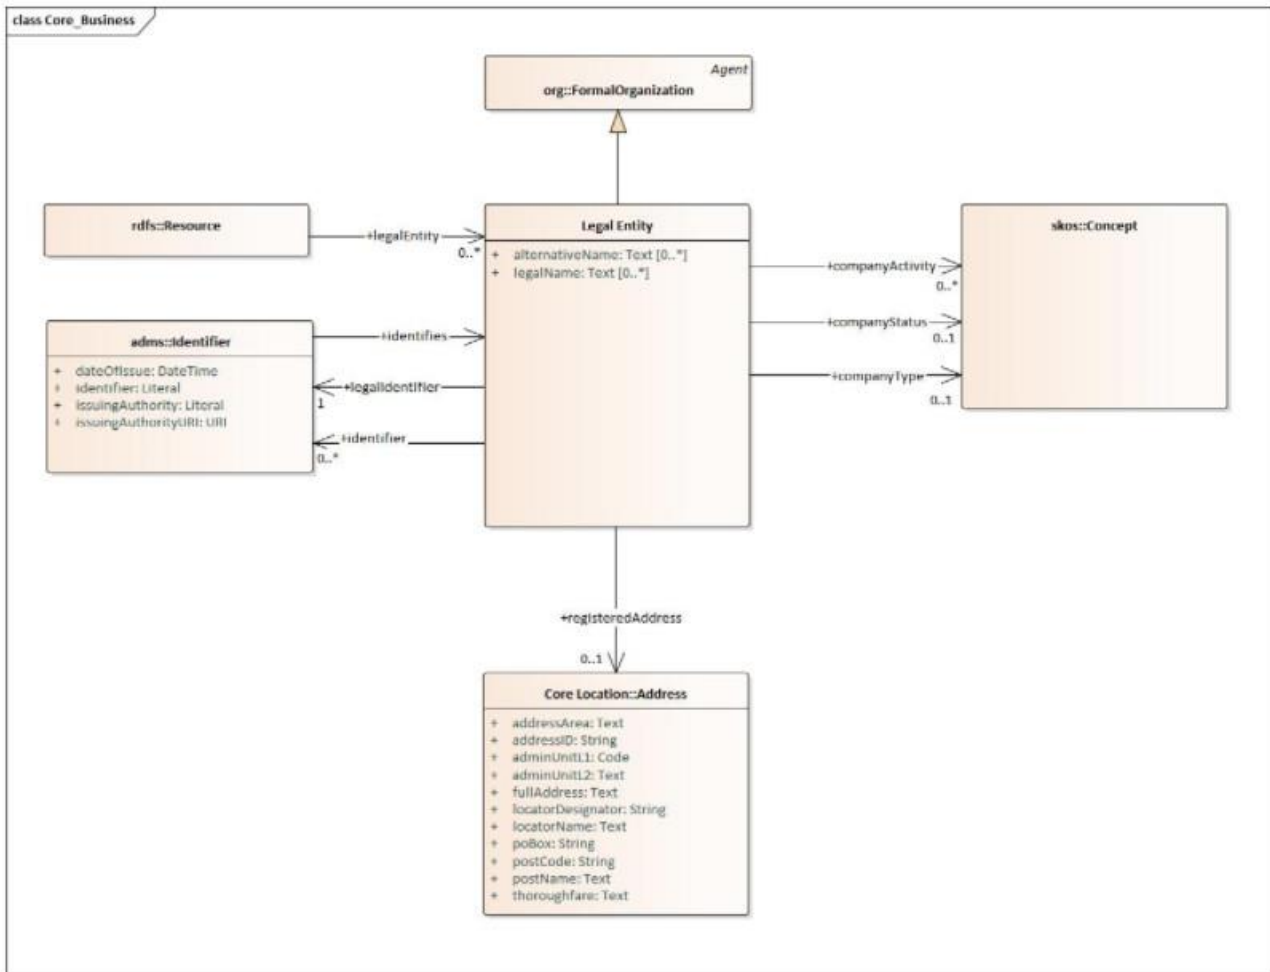 class Core_Business
Agent
org::FormalOrganization
rdfs::Resource
+legalEntity
0..*
Legal Entity
+ alternativeName: Text [0..*]
+ legalName: Text [0..*]
skos::Concept
+companyActivity
0..*
+companyStatus
0..1
+companyType
0..1
adms::Identifier
+ dateOfIssue: DateTime
+ identifier: Literal
+ issuingAuthority: Literal
+ issuingAuthorityURI: URI
+identifies
+legalIdentifier
1
+identifier
0..*
+registeredAddress
0..1
Core Location::Address
+ addressArea: Text
+ addressID: String
+ adminUnitL1: Code
+ adminUnitL2: Text
+ fullAddress: Text
+ locatorDesignator: String
+ locatorName: Text
+ poBox: String
+ postCode: String
+ postName: Text
+ thoroughfare: Text